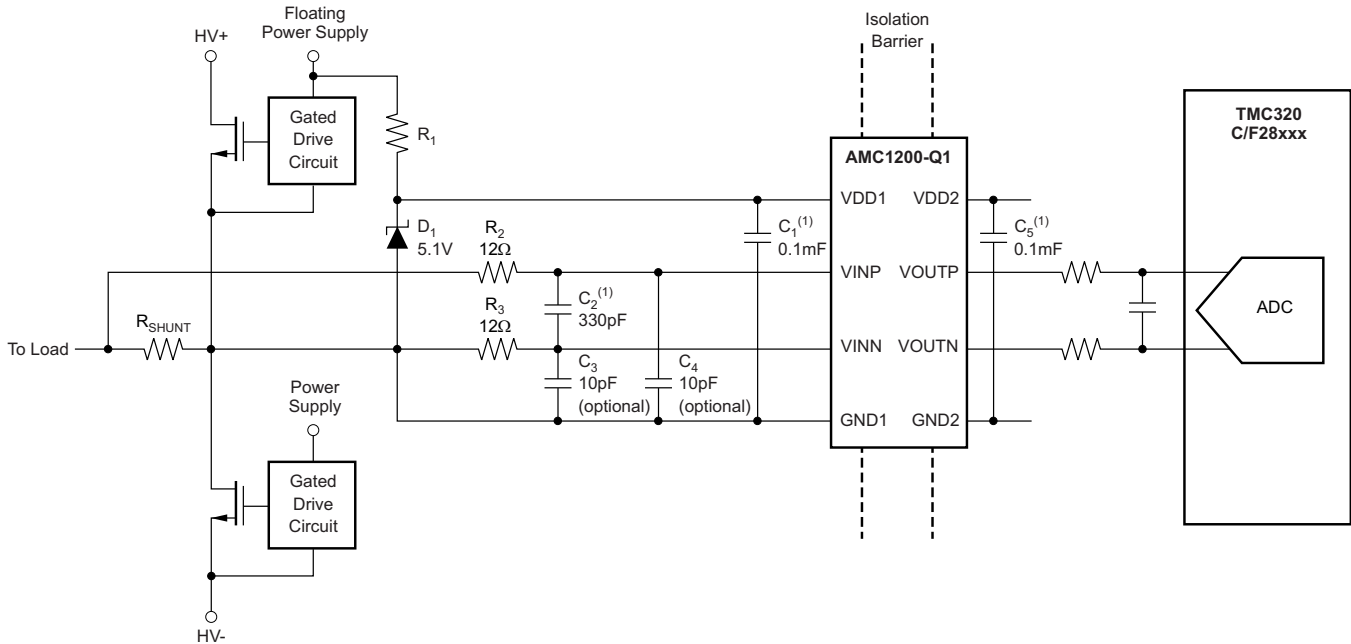 Floating
Power Supply
HV+
Isolation
Barrier
Gated
Drive
Circuit
R1
TMC320
C/F28xxx
AMC1200-Q1
VDD1
VDD2
D1
5.1V
R2
12Ω
C1(1)
0.1mF
C5(1)
0.1mF
VINP
VOUTP
C2(1)
330pF
R3
12Ω
ADC
RSHUNT
To Load
VINN
VOUTN
C3
10pF
(optional)
C4
10pF
(optional)
Power
Supply
GND1
GND2
Gated
Drive
Circuit
HV-